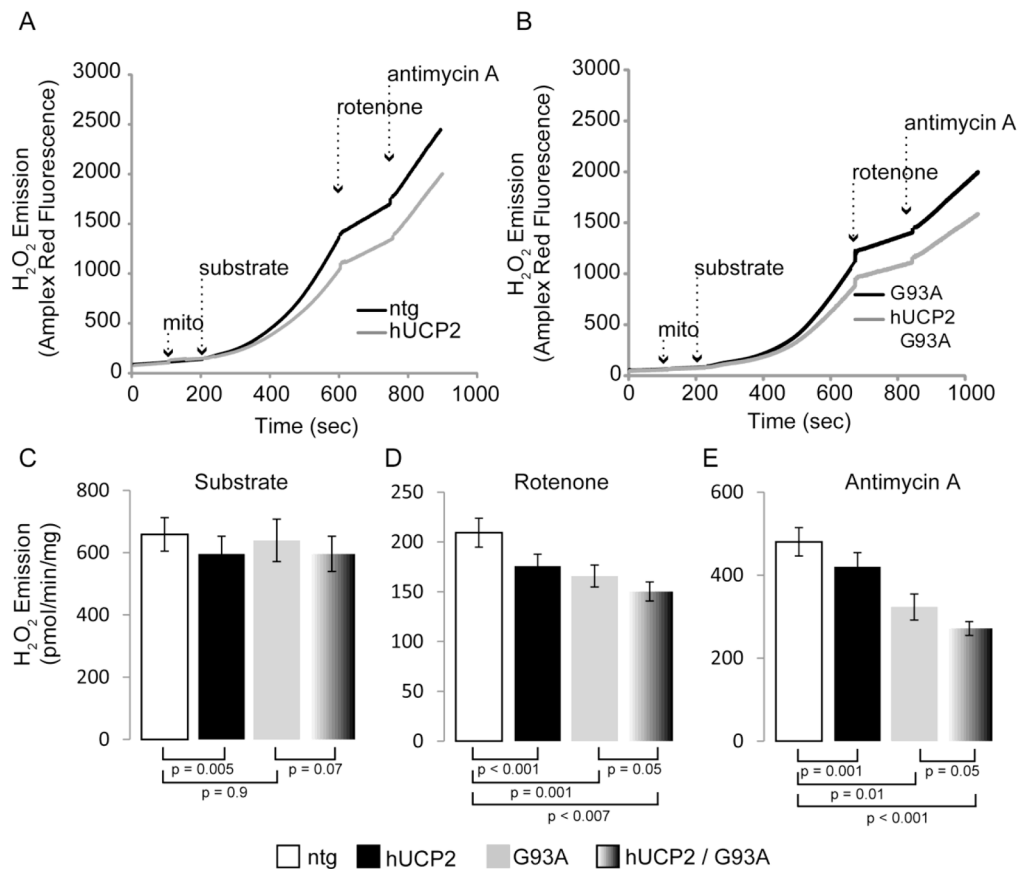 A
H2O2 Emission
(Amplex Red Fluorescence)
3000
2500
2000
1500
1000
500
0
antimycin A
rotenone
substrate
mito
ntg
hUCP2
0 200 400 600 800 1000
Time (sec)
B
H2O2 Emission
(Amplex Red Fluorescence)
3000
2500
2000
1500
1000
500
0
antimycin A
rotenone
substrate
mito
G93A
hUCP2
G93A
0 200 400 600 800 1000
Time (sec)
C
Substrate
H2O2 Emission
(pmol/min/mg)
800
600
400
200
0
p = 0.005
p = 0.07
p = 0.9
D
Rotenone
250
200
150
100
50
0
p < 0.001
p = 0.05
p = 0.001
p < 0.007
E
Antimycin A
600
400
200
0
p = 0.001
p = 0.05
p = 0.01
p < 0.001
ntg hUCP2 G93A hUCP2 / G93A